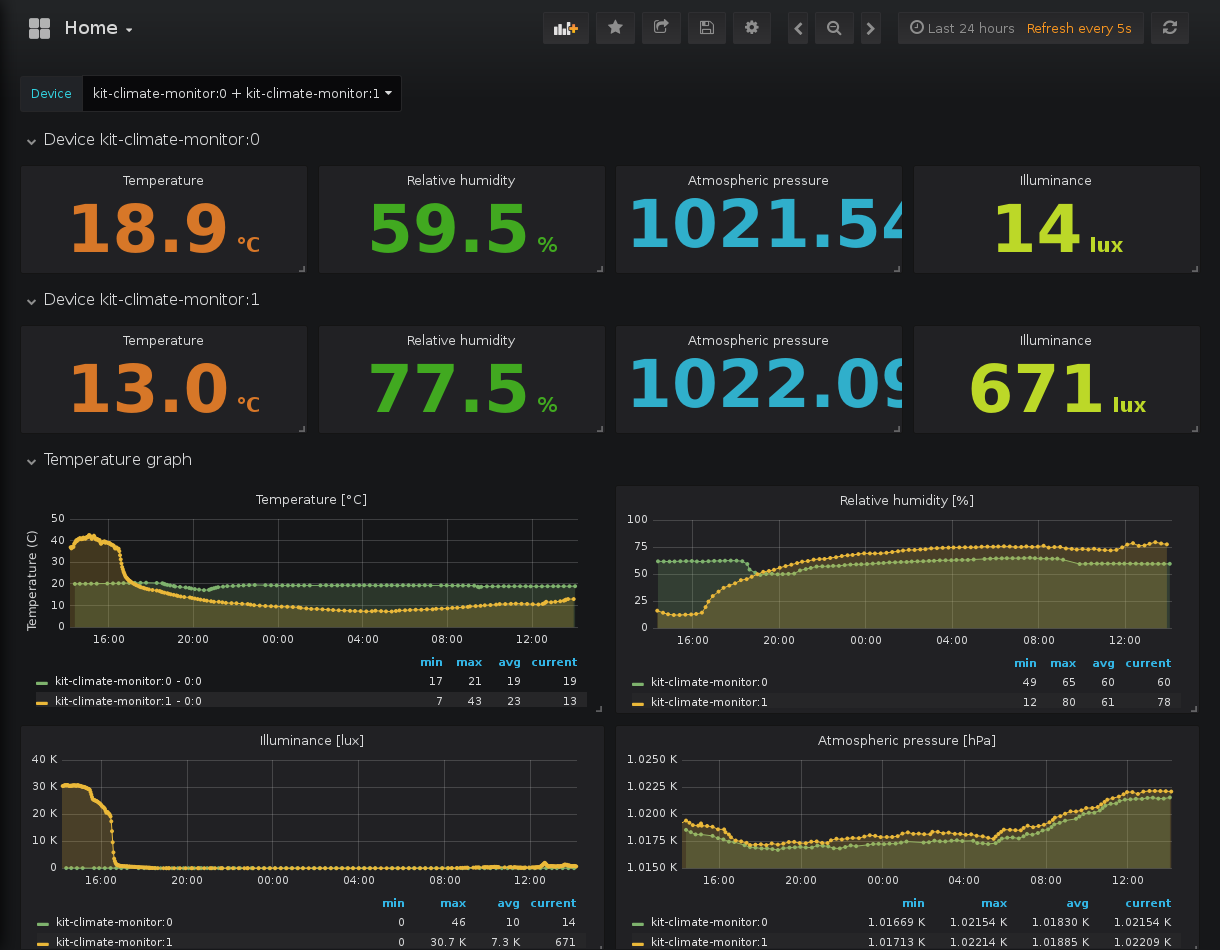 Home
Last 24 hours Refresh every 5s
Device kit-climate-monitor:0 + kit-climate-monitor:1
Device kit-climate-monitor:0
Temperature Relative humidity Atmospheric pressure Illuminance
18.9 °C 59.5 % 1021.54 14 lux
Device kit-climate-monitor:1
Temperature Relative humidity Atmospheric pressure Illuminance
13.0 °C 77.5 % 1022.09 671 lux
Temperature graph
Temperature [°C]
Temperature (C)
50
40
30
20
10
0
16:00 20:00 00:00 04:00 08:00 12:00
min max avg current
kit-climate-monitor:0 - 0:0 17 21 19 19
kit-climate-monitor:1 - 0:0 7 43 23 13
Relative humidity [%]
100
75
50
25
0
16:00 20:00 00:00 04:00 08:00 12:00
min max avg current
kit-climate-monitor:0 49 65 60 60
kit-climate-monitor:1 12 80 61 78
Illuminance [lux]
40 K
30 K
20 K
10 K
0
16:00 20:00 00:00 04:00 08:00 12:00
min max avg current
kit-climate-monitor:0 0 46 10 14
kit-climate-monitor:1 0 30.7 K 7.3 K 671
Atmospheric pressure [hPa]
1.0250 K
1.0225 K
1.0200 K
1.0175 K
1.0150 K
16:00 20:00 00:00 04:00 08:00 12:00
min max avg current
kit-climate-monitor:0 1.01669 K 1.02154 K 1.01830 K 1.02154 K
kit-climate-monitor:1 1.01713 K 1.02214 K 1.01885 K 1.02209 K